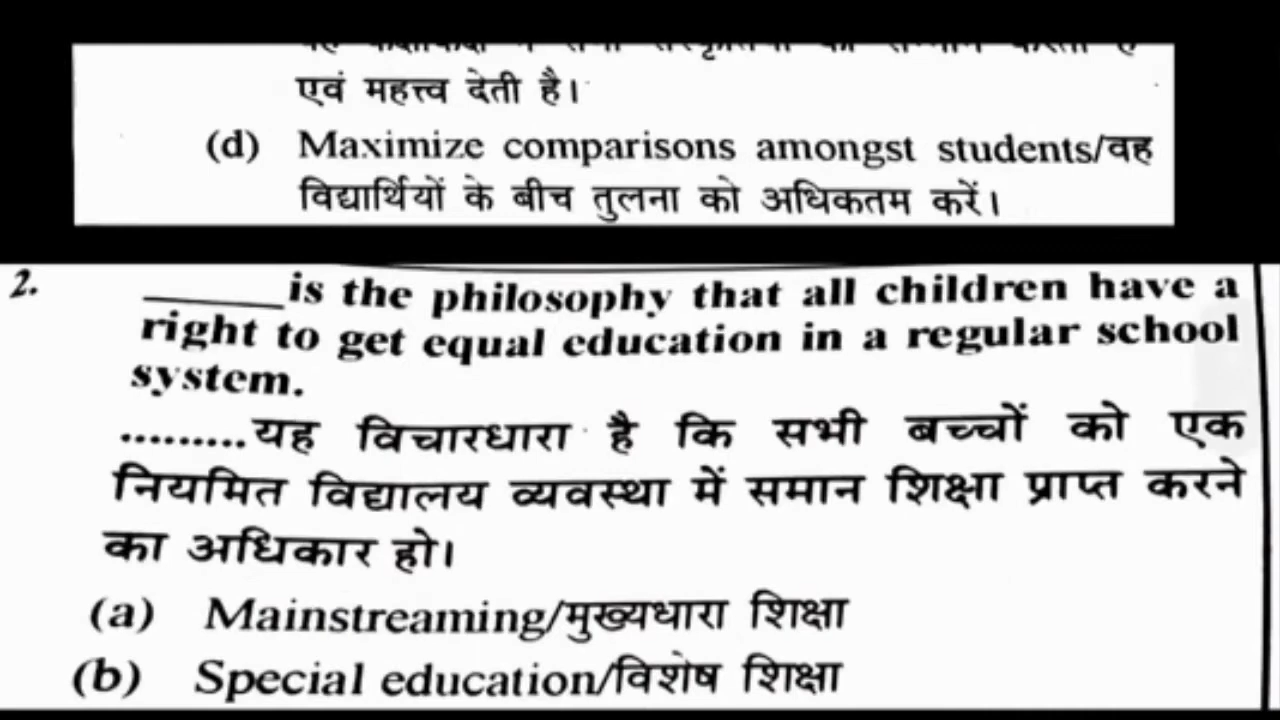 एवं महत्त्व देती है।
(d) Maximize comparisons amongst students/वह
विद्यार्थियों के बीच तुलना को अधिकतम करें।
2. _____is the philosophy that all children have a
right to get equal education in a regular school
system.
..........यह विचारधारा है कि सभी बच्चों को एक
नियमित विद्यालय व्यवस्था में समान शिक्षा प्राप्त करने
का अधिकार हो।
(a) Mainstreaming/मुख्यधारा शिक्षा
(b) Special education/विशेष शिक्षा